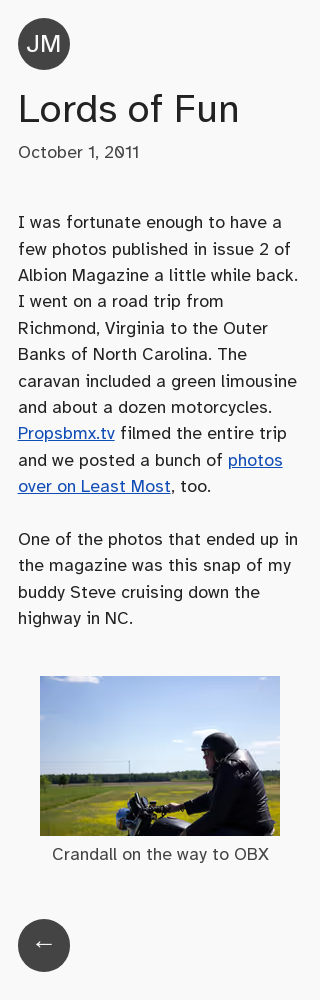 JM
Lords of Fun
October 1, 2011
I was fortunate enough to have a
few photos published in issue 2 of
Albion Magazine a little while back.
I went on a road trip from
Richmond, Virginia to the Outer
Banks of North Carolina. The
caravan included a green limousine
and about a dozen motorcycles.
Propsbmx.tv filmed the entire trip
and we posted a bunch of photos
over on Least Most, too.
One of the photos that ended up in
the magazine was this snap of my
buddy Steve cruising down the
highway in NC.
Crandall on the way to OBX
←